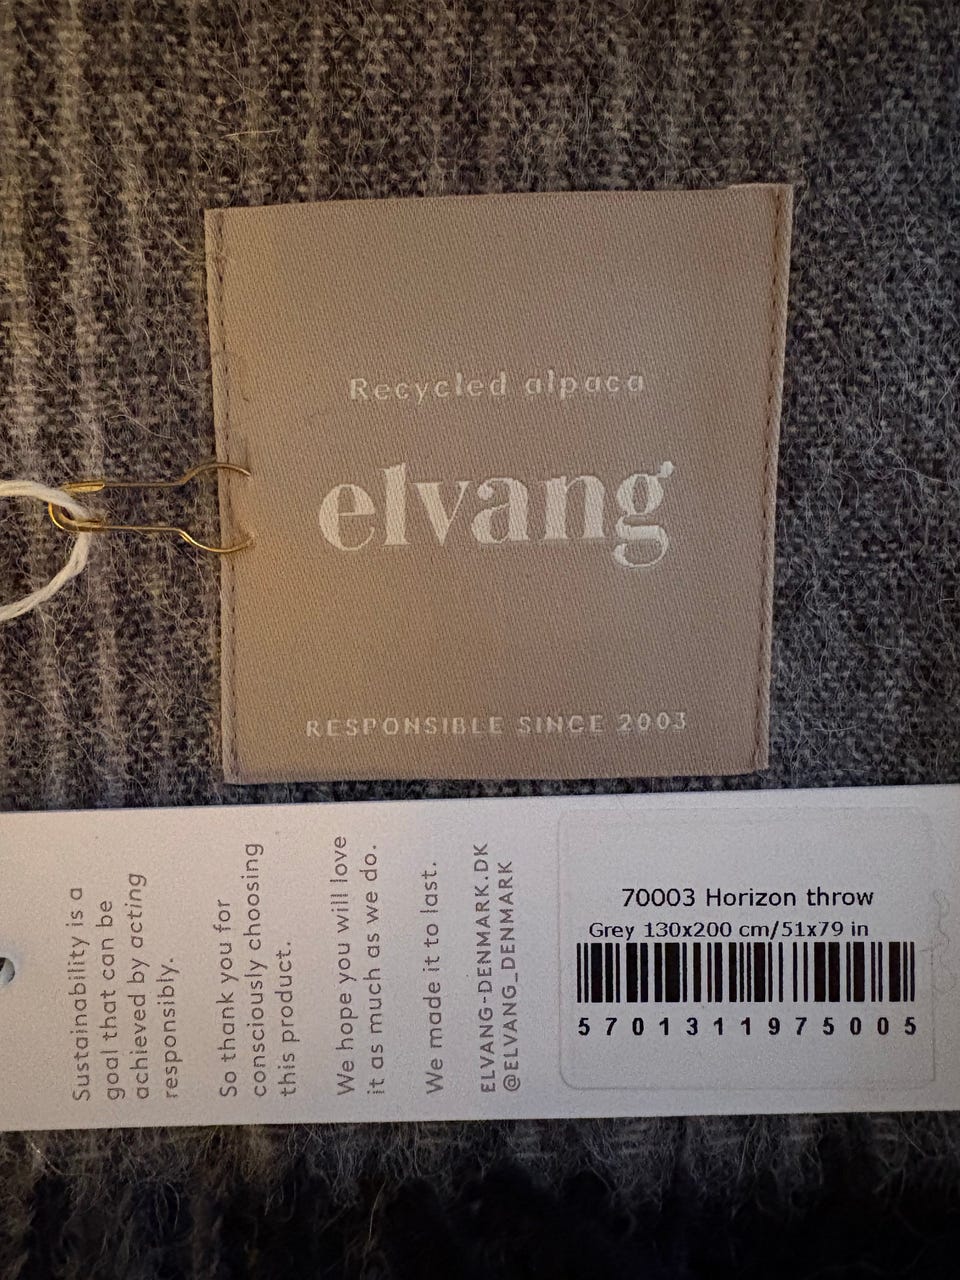 Recycled alpaca
elvang
RESPONSIBLE SINCE 2003
Sustainability is a
goal that can be
achieved by acting
responsibly.
So thank you for
consciously choosing
this product.
We hope you will love
it as much as we do.
We made it to last.
ELVANG-DENMARK.DK
@ELVANG_DENMARK
70003 Horizon throw
Grey 130x200 cm/51x79 in
5701311975005